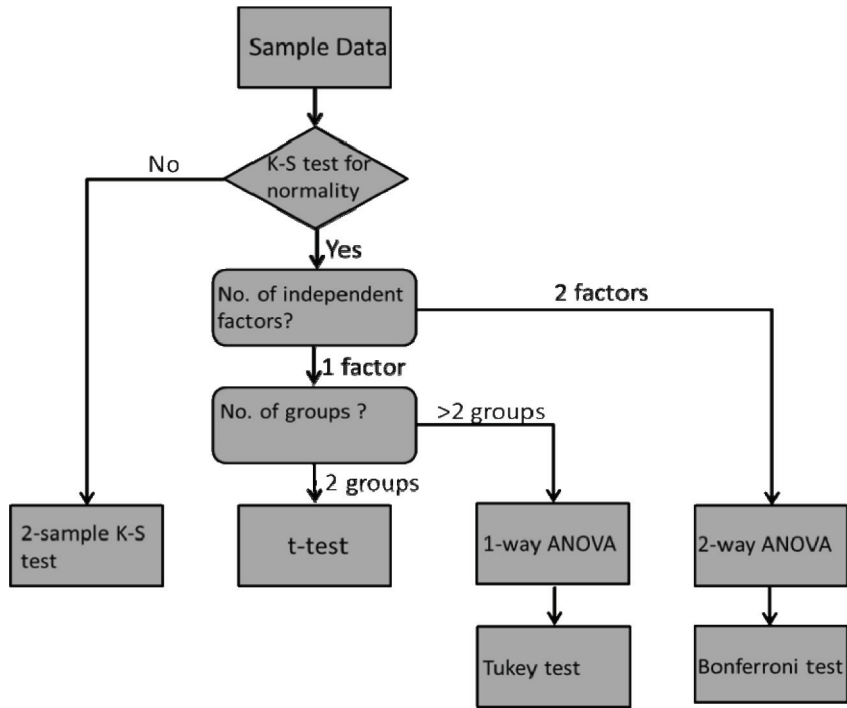 Sample Data
No
K-S test for
normality
Yes
No. of independent
factors?
2 factors
1 factor
No. of groups ?
>2 groups
2 groups
2-sample K-S
test
t-test
1-way ANOVA
2-way ANOVA
Tukey test
Bonferroni test